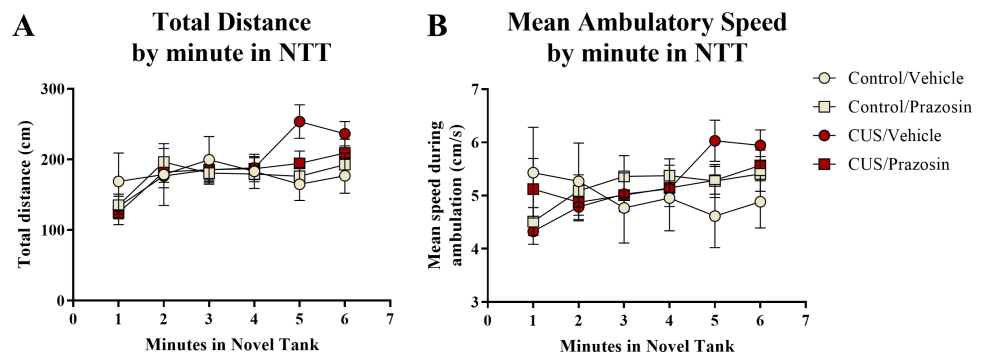 A
Total Distance
by minute in NTT
Total distance (cm)
300
200
100
0
0 1 2 3 4 5 6 7
Minutes in Novel Tank
B
Mean Ambulatory Speed
by minute in NTT
Mean speed during
ambulation (cm/s)
7
6
5
4
3
0 1 2 3 4 5 6 7
Minutes in Novel Tank
Control/Vehicle
Control/Prazosin
CUS/Vehicle
CUS/Prazosin